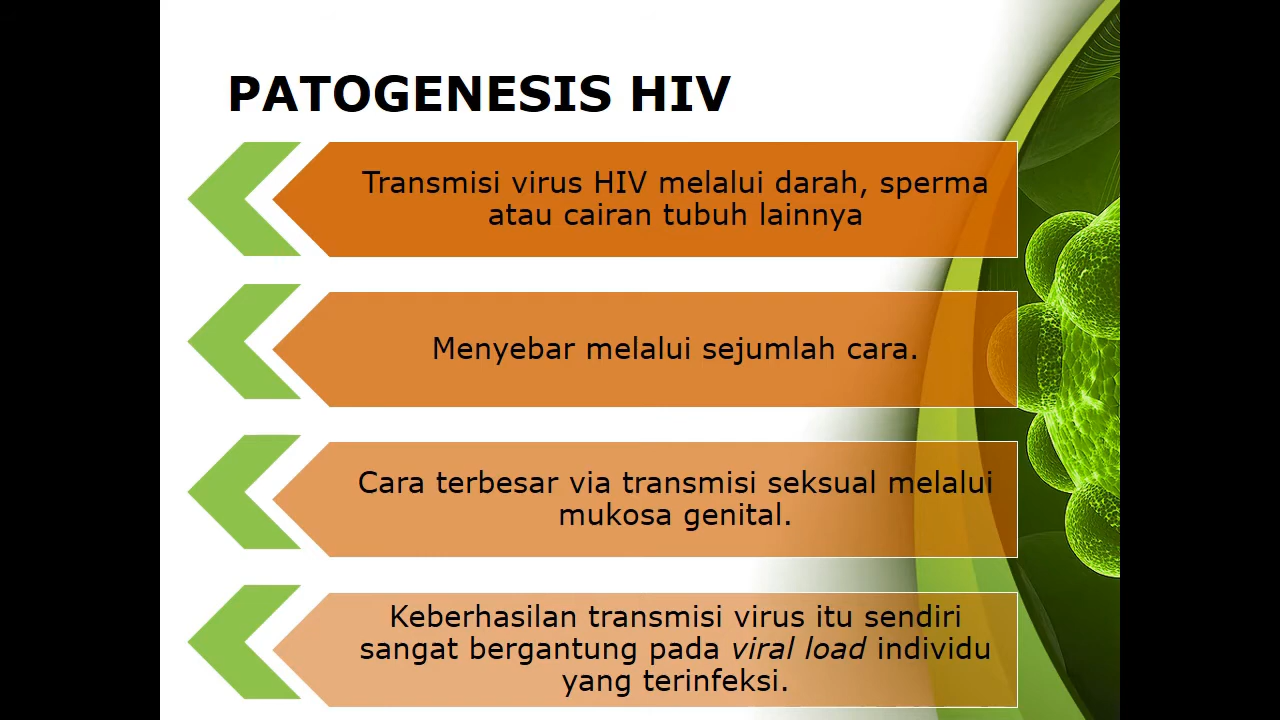 PATOGENESIS HIV
Transmisi virus HIV melalui darah, sperma
atau cairan tubuh lainnya
Menyebar melalui sejumlah cara.
Cara terbesar via transmisi seksual melalui
mukosa genital.
Keberhasilan transmisi virus itu sendiri
sangat bergantung pada viral load individu
yang terinfeksi.